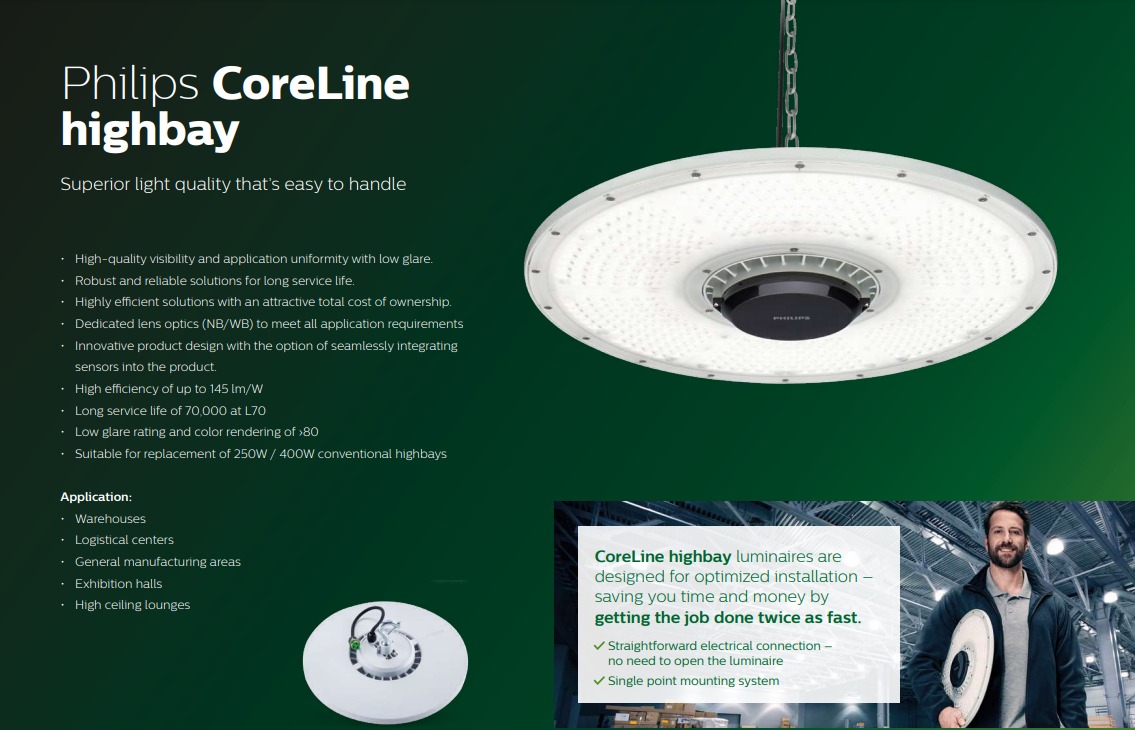 Philips CoreLine
highbay
Superior light quality that's easy to handle
• High-quality visibility and application uniformity with low glare.
• Robust and reliable solutions for long service life.
• Highly efficient solutions with an attractive total cost of ownership.
• Dedicated lens optics (NB/WB) to meet all application requirements
• Innovative product design with the option of seamlessly integrating
sensors into the product.
• High efficiency of up to 145 lm/W
• Long service life of 70,000 at L70
• Low glare rating and color rendering of ›80
• Suitable for replacement of 250W / 400W conventional highbays
Application:
• Warehouses
• Logistical centers
• General manufacturing areas
• Exhibition halls
• High ceiling lounges
PHILIPS
CoreLine highbay luminaires are
designed for optimized installation –
saving you time and money by
getting the job done twice as fast.
✓ Straightforward electrical connection –
no need to open the luminaire
✓ Single point mounting system